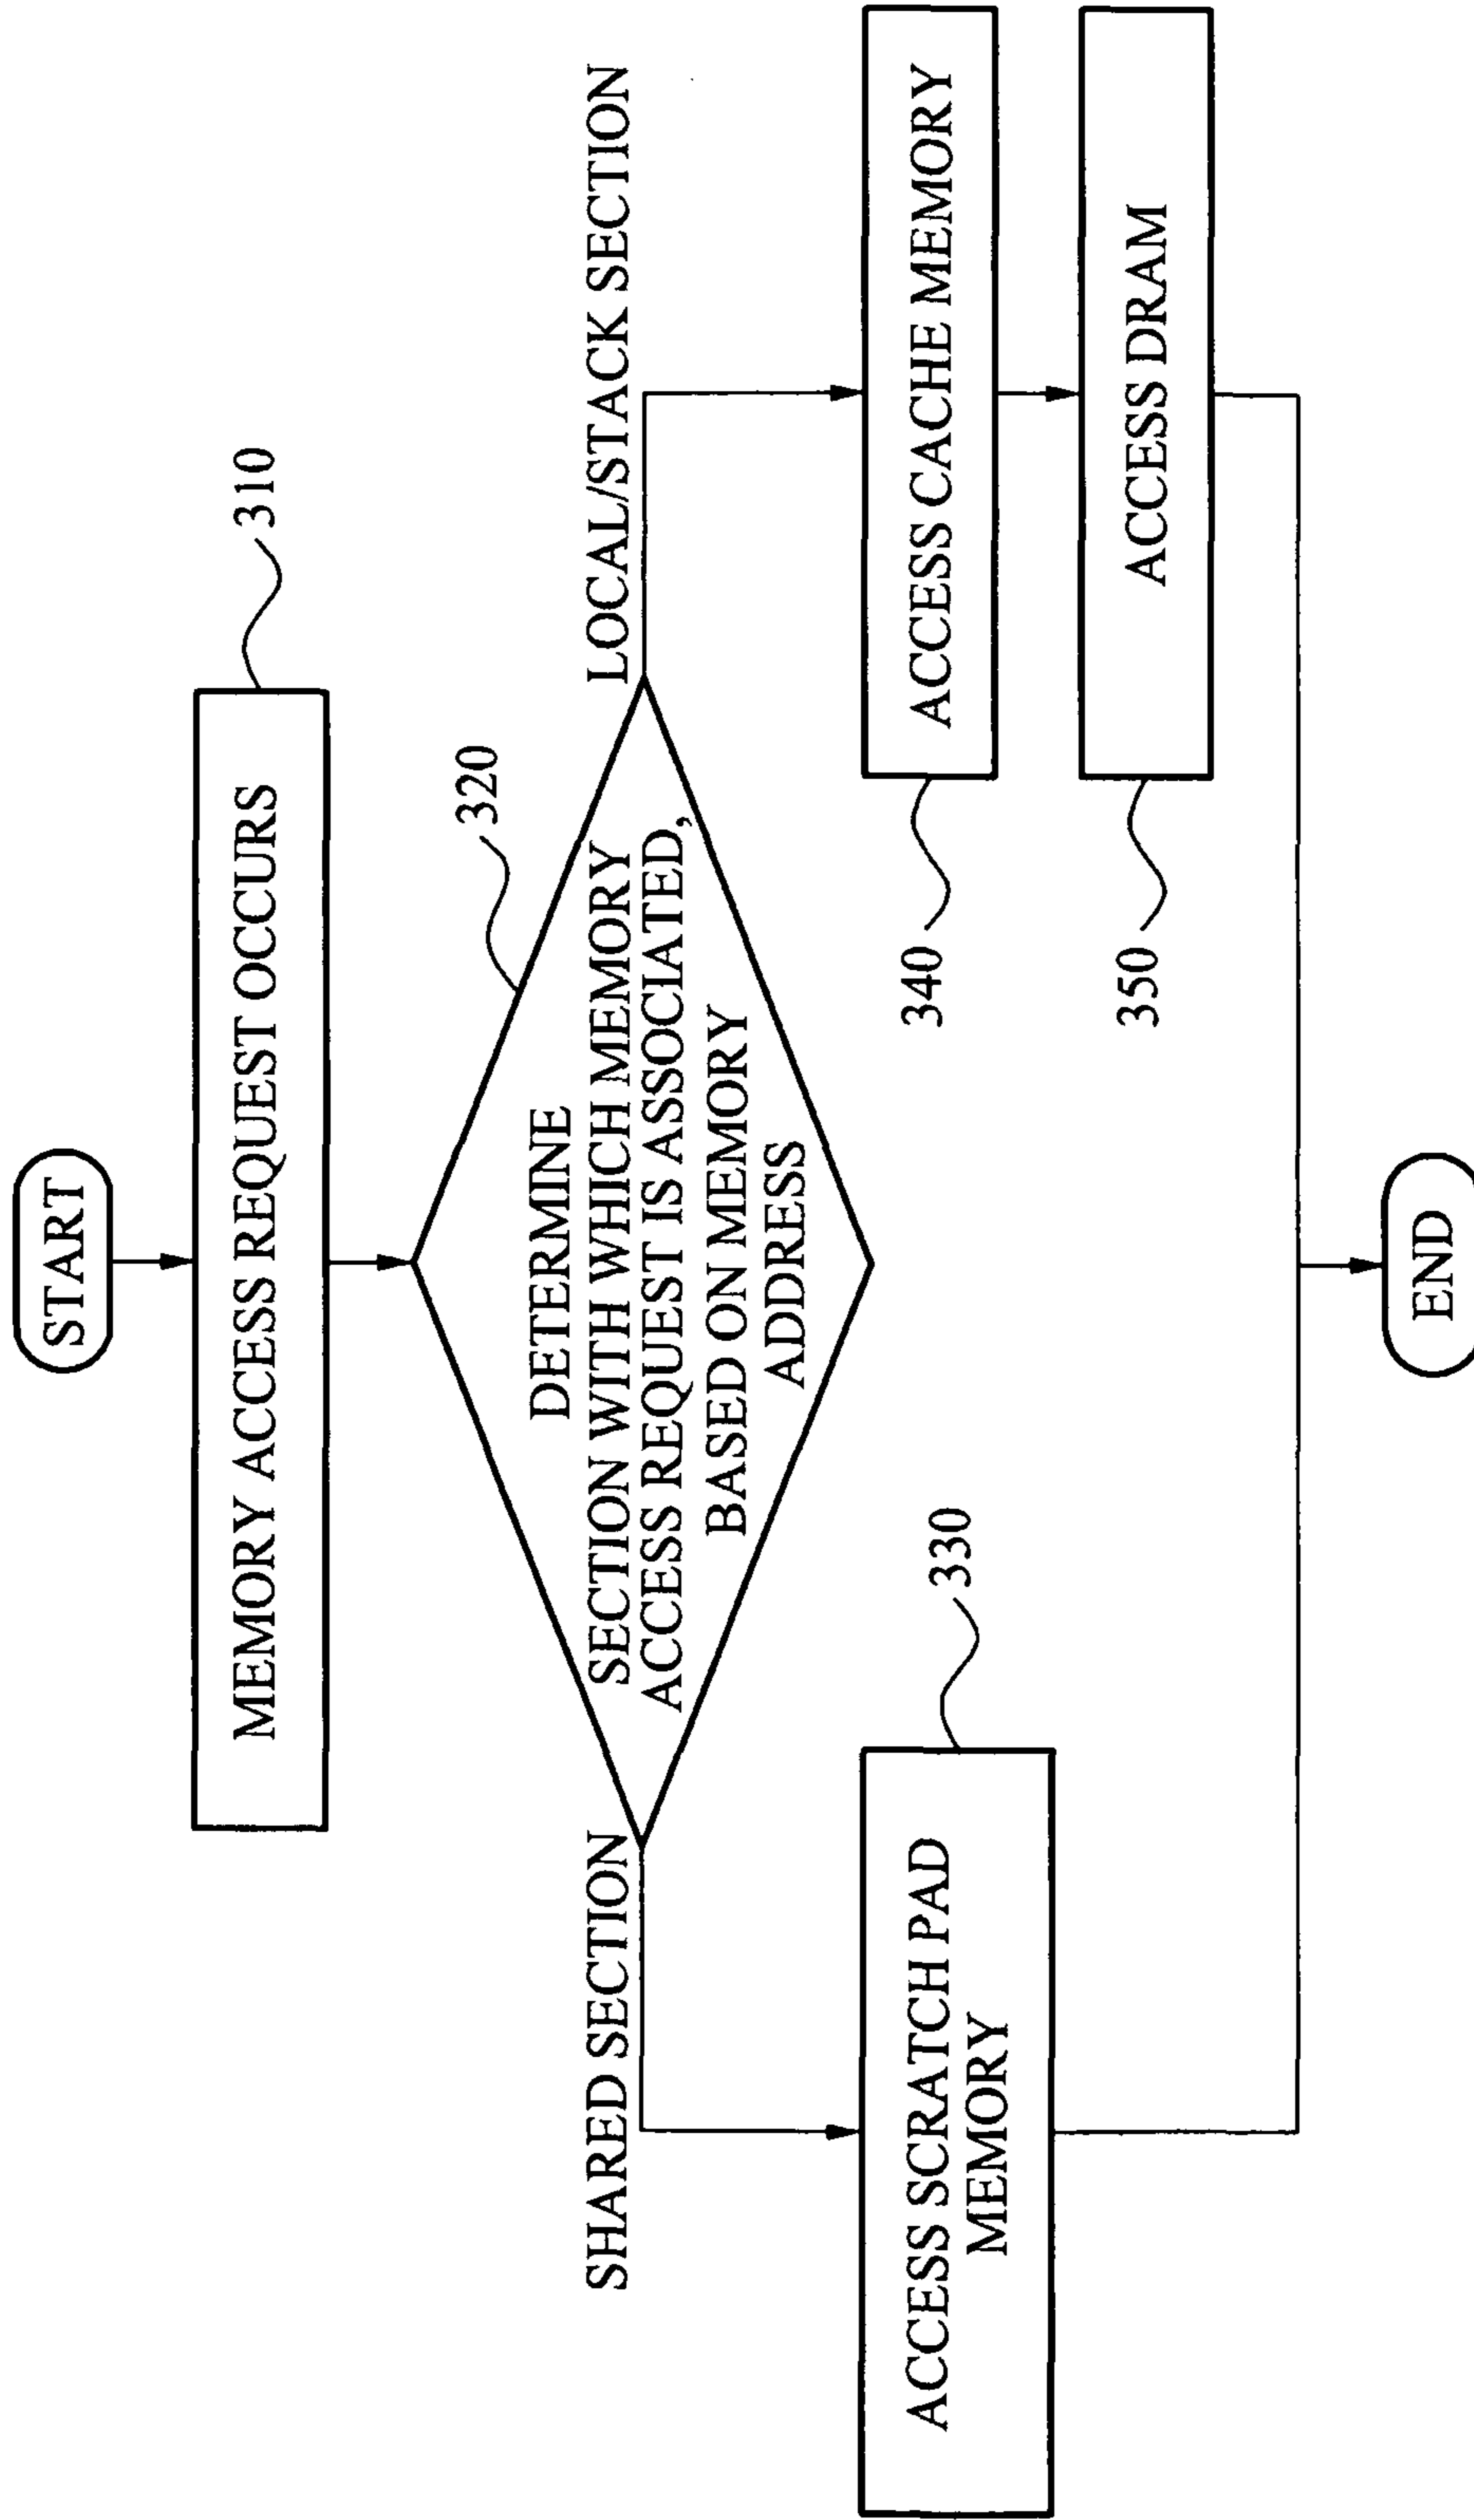 START
MEMORY ACCESS REQUEST OCCURS
310
320
DETERMINE
SECTION WITH WHICH MEMORY
ACCESS REQUEST IS ASSOCIATED,
BASED ON MEMORY
ADDRESS
SHARED SECTION
LOCAL/STACK SECTION
ACCESS SCRATCH PAD
MEMORY
330
340
ACCESS CACHE MEMORY
350
ACCESS DRAM
END